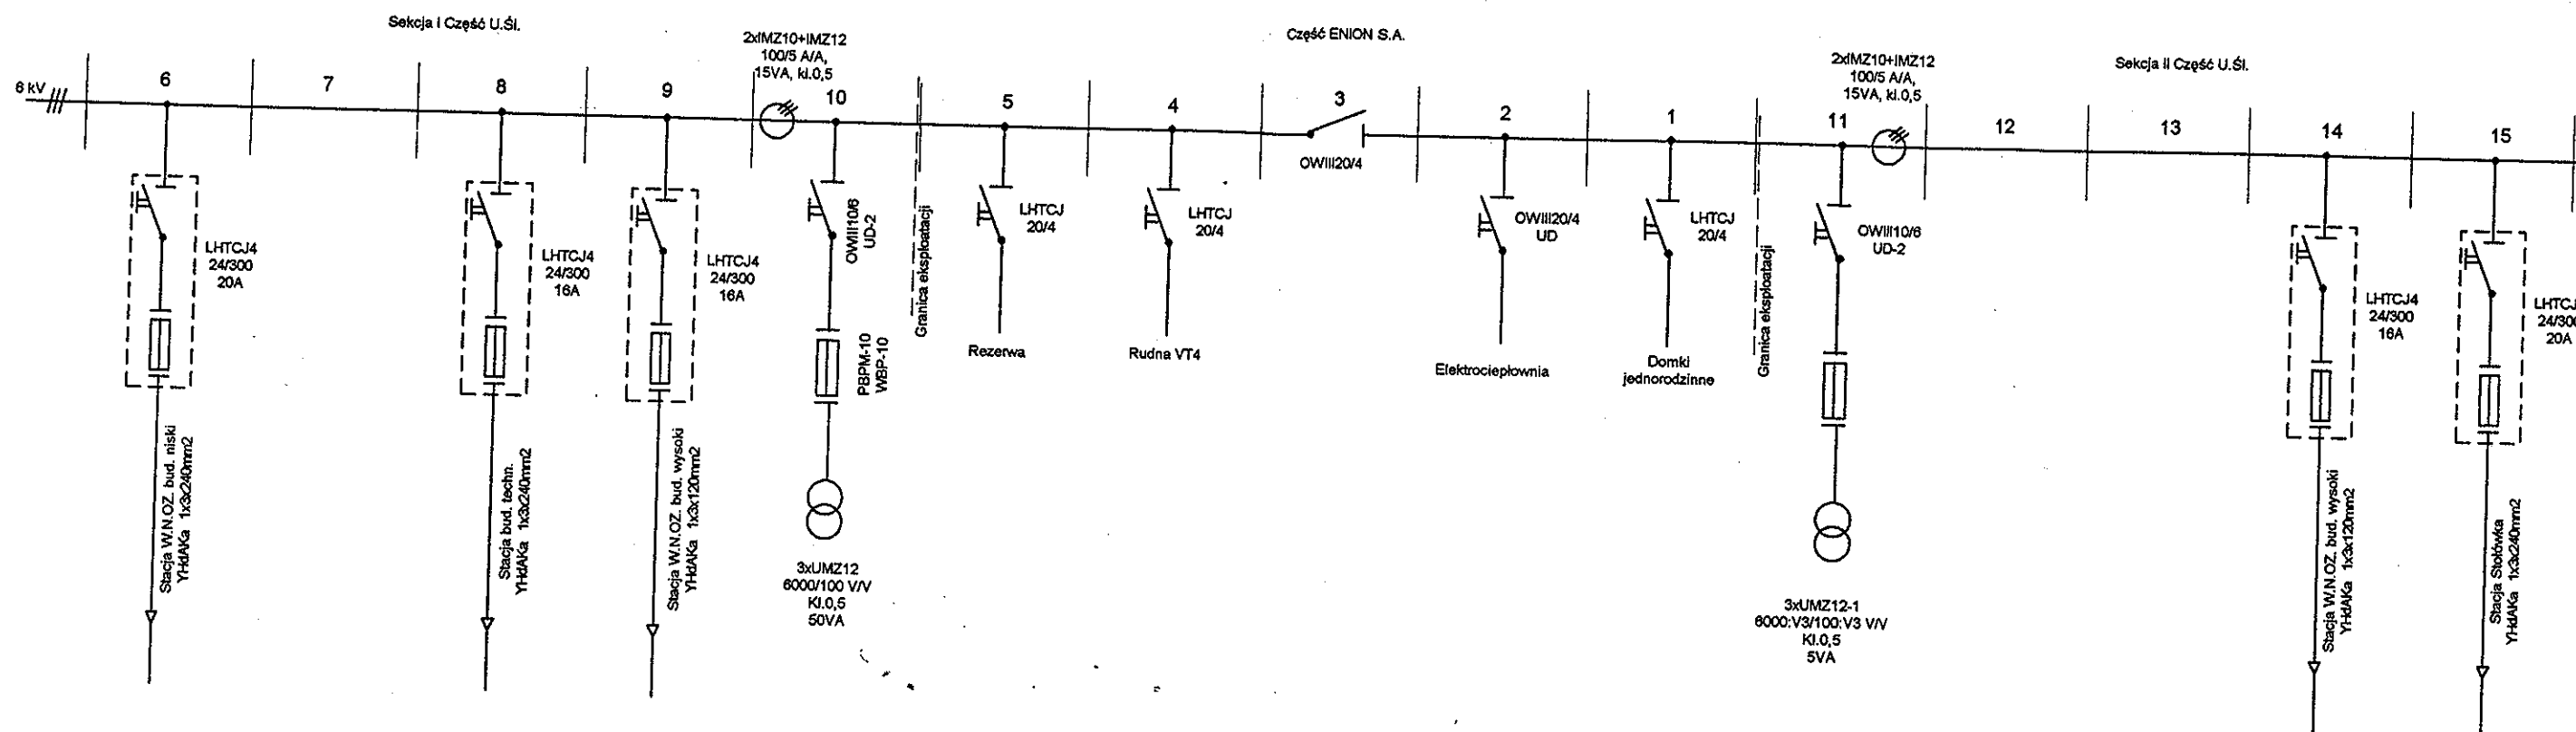 Sekcja I Część U.Śl.
2xIMZ10+IMZ12
100/5 A/A,
15VA, kl.0,5
Część ENION S.A.
2xIMZ10+IMZ12
100/5 A/A,
15VA, kl.0,5
Sekcja II Część U.Śl.
6 kV
6
7
8
9
10
5
4
3
2
1
11
12
13
14
15
LHTCJ4
24/300
20A
LHTCJ4
24/300
16A
LHTCJ4
24/300
16A
OWIII10/6
UD-2
Granica eksploatacji
LHTCJ
20/4
LHTCJ
20/4
OWIII20/4
OWIII20/4
UD
LHTCJ
20/4
Granica eksploatacji
OWIII10/6
UD-2
LHTCJ4
24/300
16A
LHTCJ
24/300
20A
PBPM-10
WBP-10
Rezerwa
Rudna VT4
Elektrociepłownia
Domki
jednorodzinne
Stacja W.N.OZ. bud. niski
YHdAKa 1x3x240mm2
Stacja bud. techn.
YHdAKa 1x3x240mm2
Stacja W.N.OZ. bud. wysoki
YHdAKa 1x3x120mm2
3xUMZ12
6000/100 V/V
Kl.0,5
50VA
3xUMZ12-1
6000:V3/100:V3 V/V
Kl.0,5
5VA
Stacja W.N.OZ. bud. wysoki
YHdAKa 1x3x120mm2
Stacja Stołówka
YHdAKa 1x3x240mm2